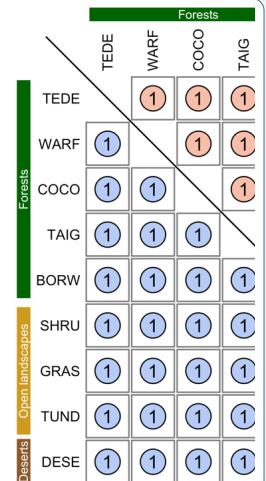 Forests
TEDE WARF COCO TAIG
Forests
TEDE 1 1 1
WARF 1 1 1
COCO 1 1 1
TAIG 1 1 1
BORW 1 1 1 1
Open landscapes
SHRU 1 1 1 1
GRAS 1 1 1 1
TUND 1 1 1 1
Deserts
DESE 1 1 1 1